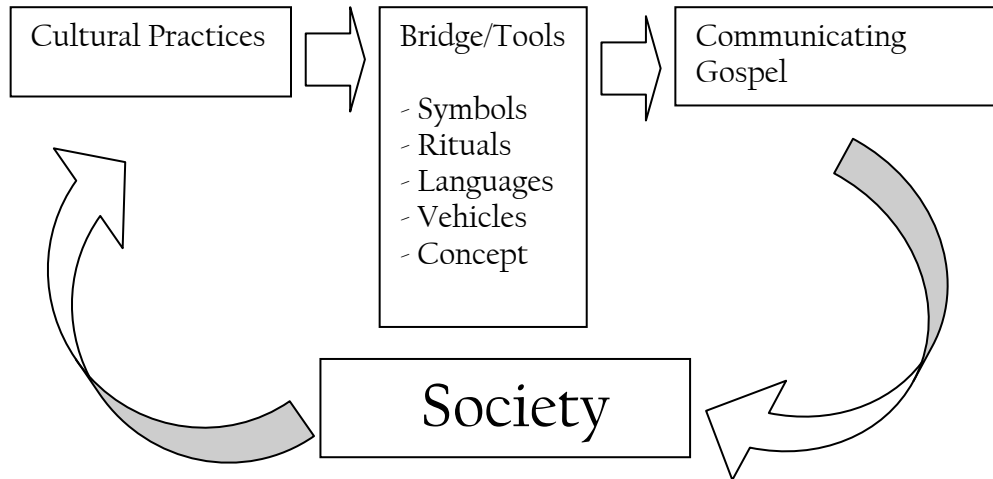 Cultural Practices
Bridge/Tools
- Symbols
- Rituals
- Languages
- Vehicles
- Concept
Communicating
Gospel
Society